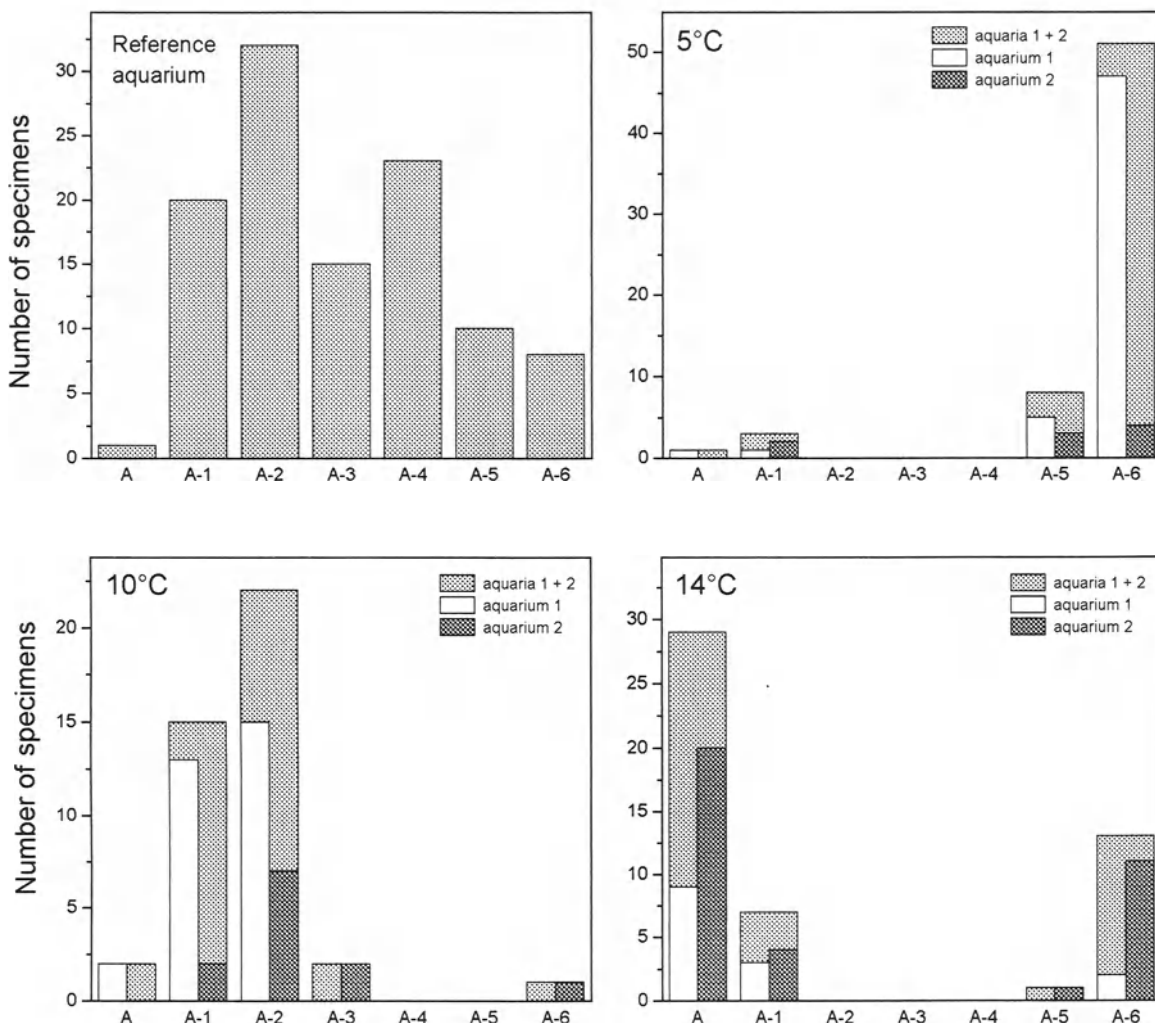 Reference
aquarium
Number of specimens
30
25
20
15
10
5
0
A A-1 A-2 A-3 A-4 A-5 A-6
5°C
aquaria 1 + 2
aquarium 1
aquarium 2
50
40
30
20
10
0
A A-1 A-2 A-3 A-4 A-5 A-6
10°C
aquaria 1 + 2
aquarium 1
aquarium 2
Number of specimens
20
15
10
5
0
A A-1 A-2 A-3 A-4 A-5 A-6
14°C
aquaria 1 + 2
aquarium 1
aquarium 2
30
25
20
15
10
5
0
A A-1 A-2 A-3 A-4 A-5 A-6